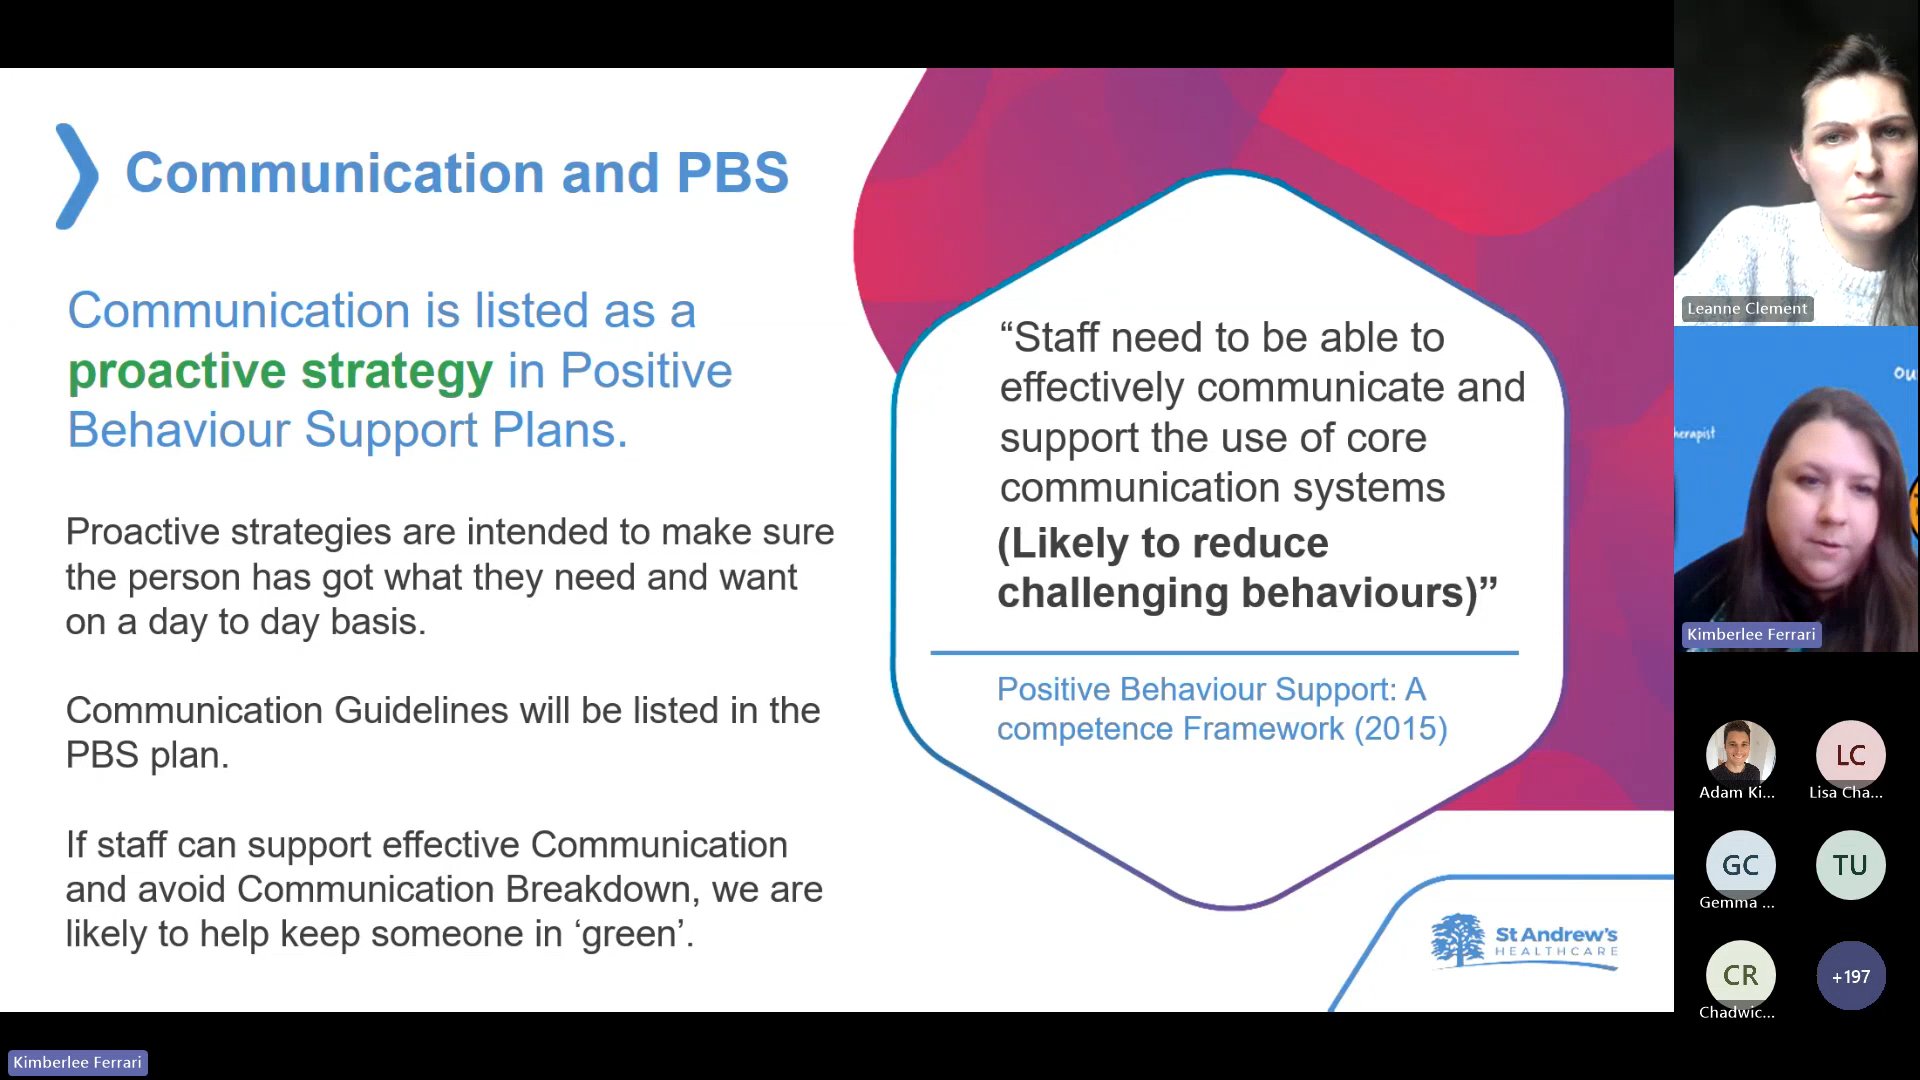 Communication and PBS
Communication is listed as a
proactive strategy in Positive
Behaviour Support Plans.
Proactive strategies are intended to make sure
the person has got what they need and want
on a day to day basis.
Communication Guidelines will be listed in the
PBS plan.
If staff can support effective Communication
and avoid Communication Breakdown, we are
likely to help keep someone in ‘green’.
“Staff need to be able to
effectively communicate and
support the use of core
communication systems
(Likely to reduce
challenging behaviours)”
Positive Behaviour Support: A
competence Framework (2015)
St Andrew's
HEALTHCARE
Leanne Clement
ou
herapist
Kimberlee Ferrari
Adam Ki...
LC
Lisa Cha...
GC
Gemma ...
TU
CR
Chadwic...
+197
Kimberlee Ferrari